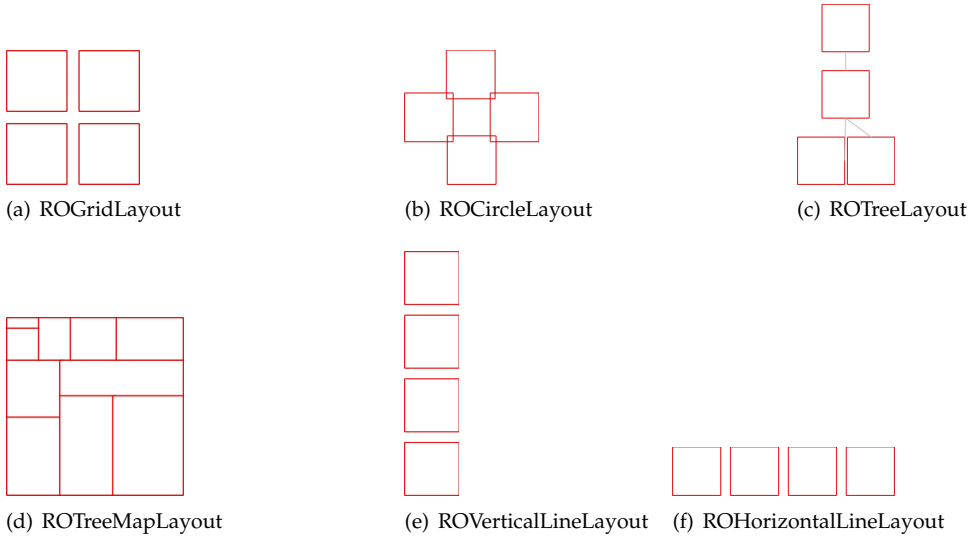 (a) ROGridLayout
(b) ROCircleLayout
(c) ROTreeLayout
(d) ROTreeMapLayout
(e) ROVerticalLineLayout
(f) ROHorizontalLineLayout